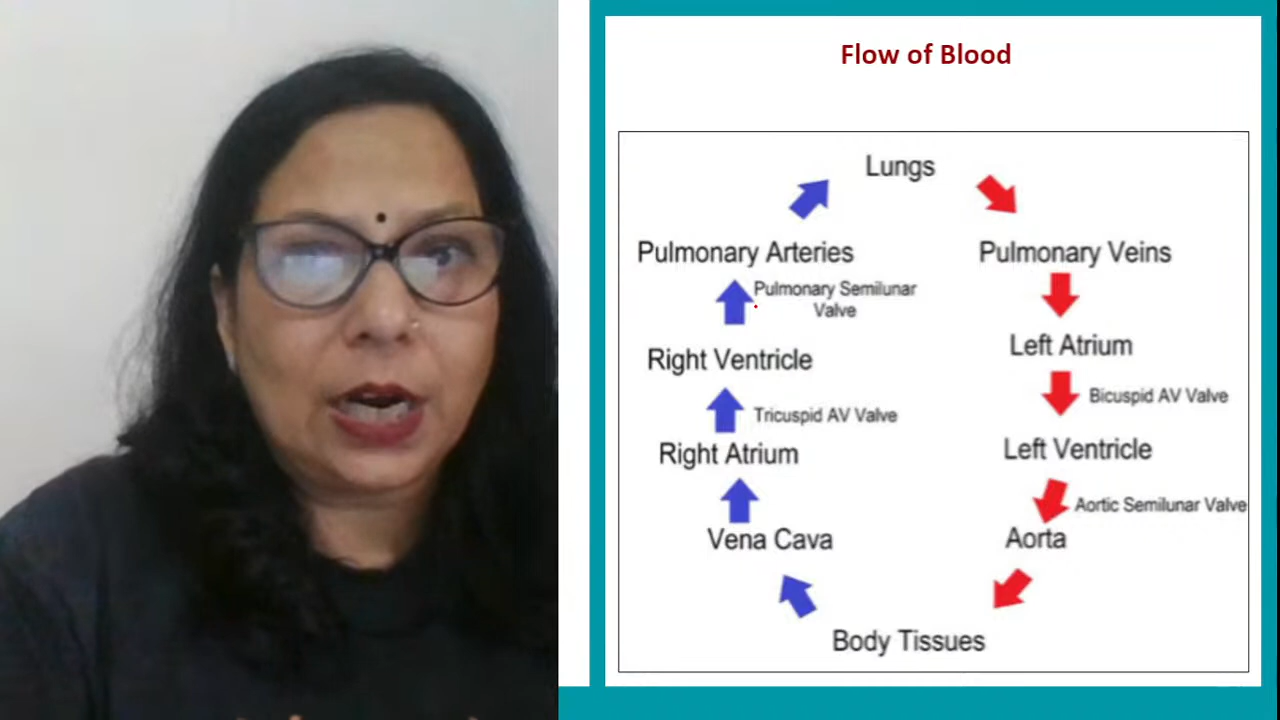 Flow of Blood
Lungs
Pulmonary Arteries
Pulmonary Veins
Pulmonary Semilunar
Valve
Left Atrium
Right Ventricle
Bicuspid AV Valve
Tricuspid AV Valve
Left Ventricle
Right Atrium
Aortic Semilunar Valve
Vena Cava
Aorta
Body Tissues